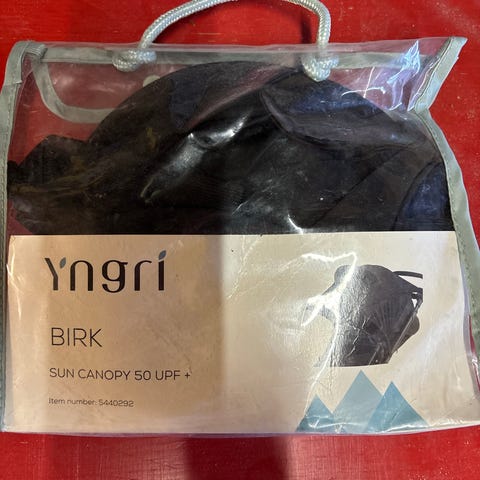 Yngri
BIRK
SUN CANOPY 50 UPF +
Item number: 5440292